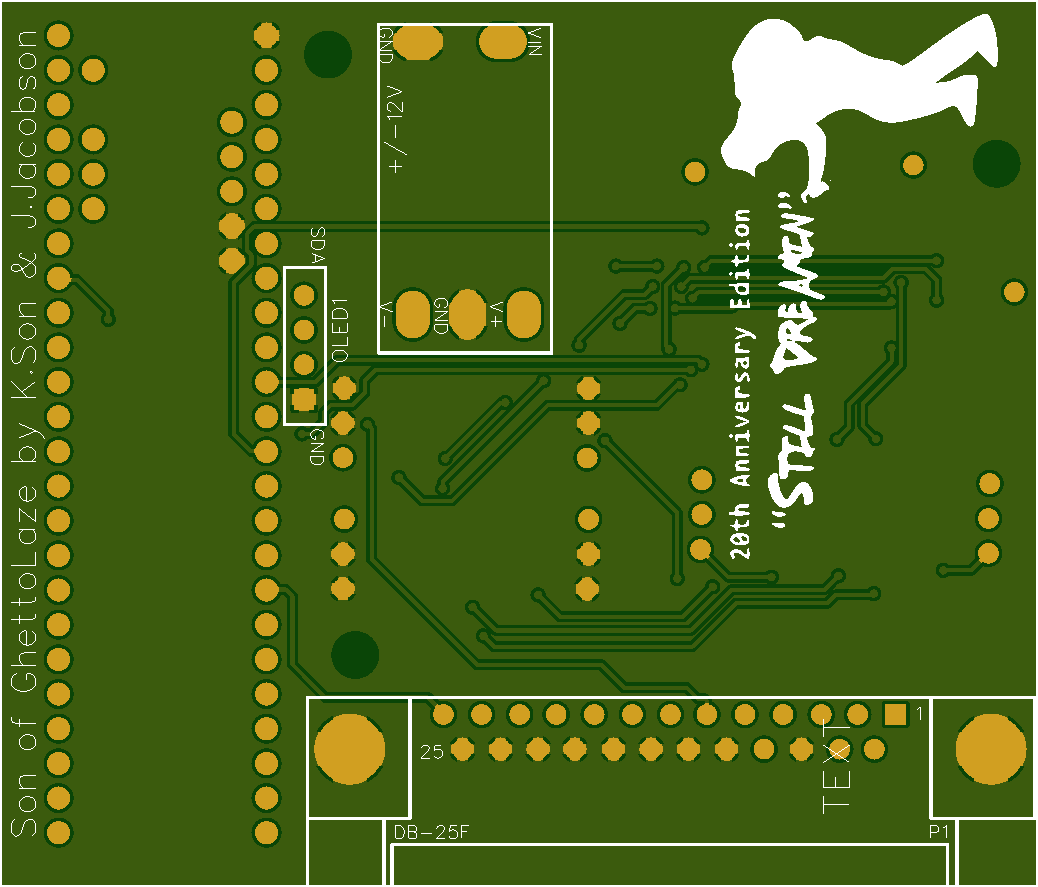 Son of GhettoLaze by K.Son & J.Jacobson
GND
VIN
+/-12V
SDA
OLED1
GND
V-
GND
V+
20th Anniversary Edition
"STILL DREAMIN"
1
25
TEXT
DB-25F
P1